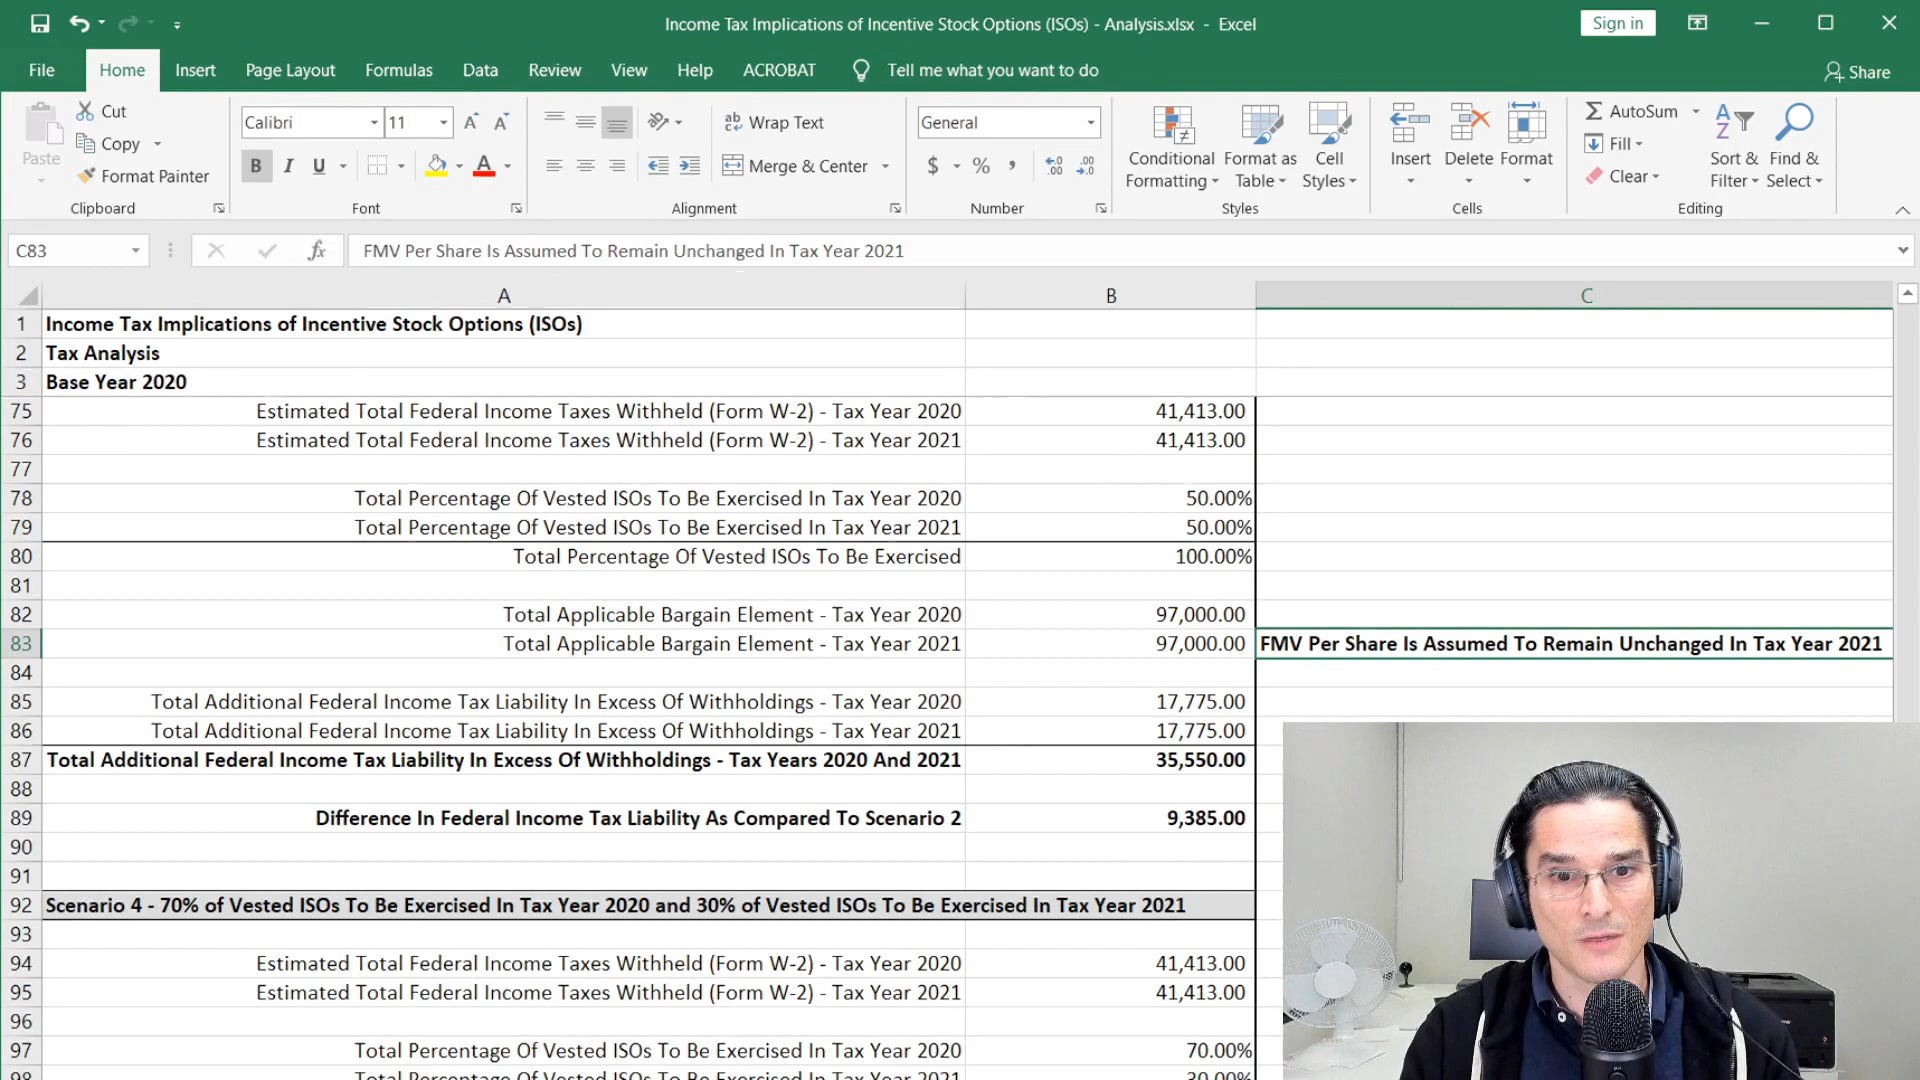 Income Tax Implications of Incentive Stock Options (ISOs) - Analysis.xlsx - Excel
Sign in
File Home Insert Page Layout Formulas Data Review View Help ACROBAT Tell me what you want to do Share
Paste
Cut
Copy
Format Painter
Clipboard
Calibri 11
B I U
Font
Wrap Text
Merge & Center
Alignment
General
$ % ,
Number
Conditional Formatting
Format as Table
Cell Styles
Styles
Insert Delete Format
Cells
AutoSum
Fill
Clear
Sort & Filter
Find & Select
Editing
C83 fx FMV Per Share Is Assumed To Remain Unchanged In Tax Year 2021
A B C
1 Income Tax Implications of Incentive Stock Options (ISOs)
2 Tax Analysis
3 Base Year 2020
75 Estimated Total Federal Income Taxes Withheld (Form W-2) - Tax Year 2020 41,413.00
76 Estimated Total Federal Income Taxes Withheld (Form W-2) - Tax Year 2021 41,413.00
77
78 Total Percentage Of Vested ISOs To Be Exercised In Tax Year 2020 50.00%
79 Total Percentage Of Vested ISOs To Be Exercised In Tax Year 2021 50.00%
80 Total Percentage Of Vested ISOs To Be Exercised 100.00%
81
82 Total Applicable Bargain Element - Tax Year 2020 97,000.00
83 Total Applicable Bargain Element - Tax Year 2021 97,000.00 FMV Per Share Is Assumed To Remain Unchanged In Tax Year 2021
84
85 Total Additional Federal Income Tax Liability In Excess Of Withholdings - Tax Year 2020 17,775.00
86 Total Additional Federal Income Tax Liability In Excess Of Withholdings - Tax Year 2021 17,775.00
87 Total Additional Federal Income Tax Liability In Excess Of Withholdings - Tax Years 2020 And 2021 35,550.00
88
89 Difference In Federal Income Tax Liability As Compared To Scenario 2 9,385.00
90
91
92 Scenario 4 - 70% of Vested ISOs To Be Exercised In Tax Year 2020 and 30% of Vested ISOs To Be Exercised In Tax Year 2021
93
94 Estimated Total Federal Income Taxes Withheld (Form W-2) - Tax Year 2020 41,413.00
95 Estimated Total Federal Income Taxes Withheld (Form W-2) - Tax Year 2021 41,413.00
96
97 Total Percentage Of Vested ISOs To Be Exercised In Tax Year 2020 70.00%
98 Total Percentage Of Vested ISOs To Be Exercised In Tax Year 2021 30.00%